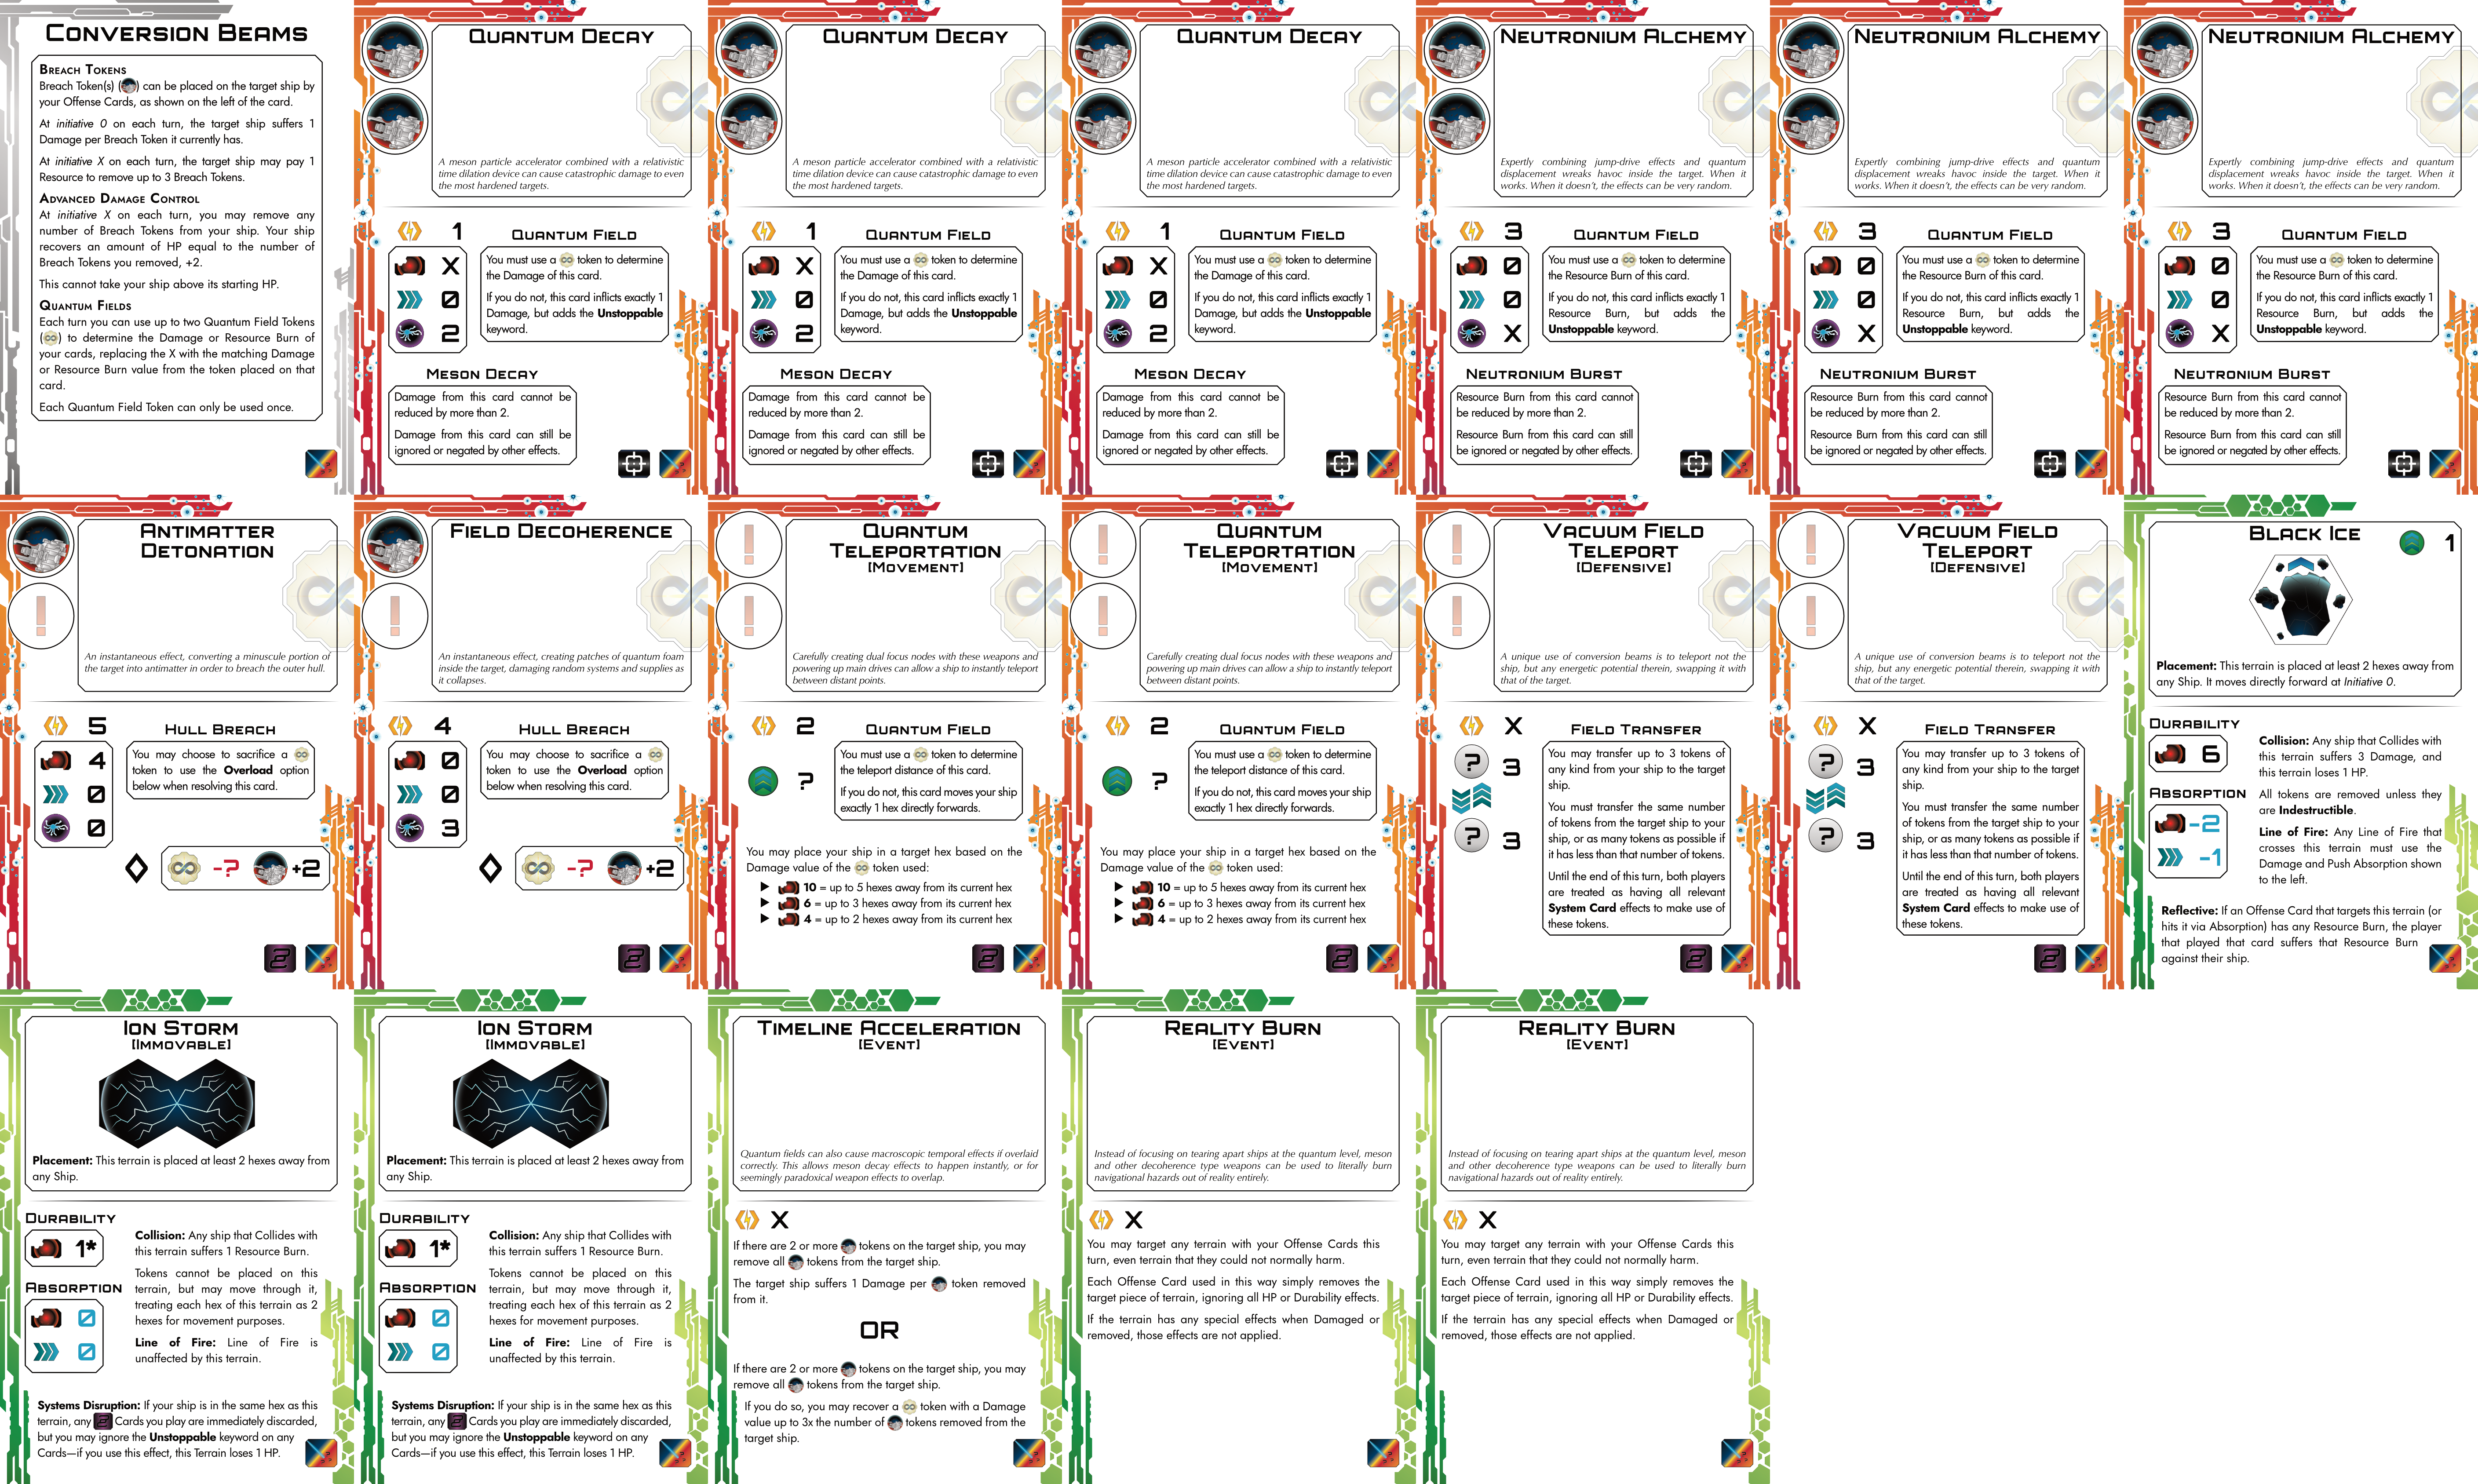 CONVERSION BEAMS
BREACH TOKENS
Breach Token(s) ( ) can be placed on the target ship by
your Offense Cards, as shown on the left of the card.
At initiative 0 on each turn, the target ship suffers 1
Damage per Breach Token it currently has.
At initiative X on each turn, the target ship may pay 1
Resource to remove up to 3 Breach Tokens.
ADVANCED DAMAGE CONTROL
At initiative X on each turn, you may remove any
number of Breach Tokens from your ship. Your ship
recovers an amount of HP equal to the number of
Breach Tokens you removed, +2.
This cannot take your ship above its starting HP.
QUANTUM FIELDS
Each turn you can use up to two Quantum Field Tokens
( ) to determine the Damage or Resource Burn of
your cards, replacing the X with the matching Damage
or Resource Burn value from the token placed on that
card.
Each Quantum Field Token can only be used once.
QUANTUM DECAY
A meson particle accelerator combined with a relativistic
time dilation device can cause catastrophic damage to even
the most hardened targets.
1
X
0
2
QUANTUM FIELD
You must use a token to determine
the Damage of this card.
If you do not, this card inflicts exactly 1
Damage, but adds the Unstoppable
keyword.
MESON DECAY
Damage from this card cannot be
reduced by more than 2.
Damage from this card can still be
ignored or negated by other effects.
QUANTUM DECAY
A meson particle accelerator combined with a relativistic
time dilation device can cause catastrophic damage to even
the most hardened targets.
1
X
0
2
QUANTUM FIELD
You must use a token to determine
the Damage of this card.
If you do not, this card inflicts exactly 1
Damage, but adds the Unstoppable
keyword.
MESON DECAY
Damage from this card cannot be
reduced by more than 2.
Damage from this card can still be
ignored or negated by other effects.
QUANTUM DECAY
A meson particle accelerator combined with a relativistic
time dilation device can cause catastrophic damage to even
the most hardened targets.
1
X
0
2
QUANTUM FIELD
You must use a token to determine
the Damage of this card.
If you do not, this card inflicts exactly 1
Damage, but adds the Unstoppable
keyword.
MESON DECAY
Damage from this card cannot be
reduced by more than 2.
Damage from this card can still be
ignored or negated by other effects.
NEUTRONIUM ALCHEMY
Expertly combining jump-drive effects and quantum
displacement wreaks havoc inside the target. When it
works. When it doesn't, the effects can be very random.
3
0
0
X
QUANTUM FIELD
You must use a token to determine
the Resource Burn of this card.
If you do not, this card inflicts exactly 1
Resource Burn, but adds the
Unstoppable keyword.
NEUTRONIUM BURST
Resource Burn from this card cannot
be reduced by more than 2.
Resource Burn from this card can still
be ignored or negated by other effects.
NEUTRONIUM ALCHEMY
Expertly combining jump-drive effects and quantum
displacement wreaks havoc inside the target. When it
works. When it doesn't, the effects can be very random.
3
0
0
X
QUANTUM FIELD
You must use a token to determine
the Resource Burn of this card.
If you do not, this card inflicts exactly 1
Resource Burn, but adds the
Unstoppable keyword.
NEUTRONIUM BURST
Resource Burn from this card cannot
be reduced by more than 2.
Resource Burn from this card can still
be ignored or negated by other effects.
NEUTRONIUM ALCHEMY
Expertly combining jump-drive effects and quantum
displacement wreaks havoc inside the target. When it
works. When it doesn't, the effects can be very random.
3
0
0
X
QUANTUM FIELD
You must use a token to determine
the Resource Burn of this card.
If you do not, this card inflicts exactly 1
Resource Burn, but adds the
Unstoppable keyword.
NEUTRONIUM BURST
Resource Burn from this card cannot
be reduced by more than 2.
Resource Burn from this card can still
be ignored or negated by other effects.
ANTIMATTER
DETONATION
!
An instantaneous effect, converting a minuscule portion of
the target into antimatter in order to breach the outer hull.
5
4
0
0
HULL BREACH
You may choose to sacrifice a
token to use the Overload option
below when resolving this card.
-? +2
2
FIELD DECOHERENCE
!
An instantaneous effect, creating patches of quantum foam
inside the target, damaging random systems and supplies as
it collapses.
4
0
0
3
HULL BREACH
You may choose to sacrifice a
token to use the Overload option
below when resolving this card.
-? +2
2
QUANTUM
TELEPORTATION
[MOVEMENT]
!
!
Carefully creating dual focus nodes with these weapons and
powering up main drives can allow a ship to instantly teleport
between distant points.
2
?
QUANTUM FIELD
You must use a token to determine
the teleport distance of this card.
If you do not, this card moves your ship
exactly 1 hex directly forwards.
You may place your ship in a target hex based on the
Damage value of the token used:
10 = up to 5 hexes away from its current hex
6 = up to 3 hexes away from its current hex
4 = up to 2 hexes away from its current hex
2
QUANTUM
TELEPORTATION
[MOVEMENT]
!
!
Carefully creating dual focus nodes with these weapons and
powering up main drives can allow a ship to instantly teleport
between distant points.
2
?
QUANTUM FIELD
You must use a token to determine
the teleport distance of this card.
If you do not, this card moves your ship
exactly 1 hex directly forwards.
You may place your ship in a target hex based on the
Damage value of the token used:
10 = up to 5 hexes away from its current hex
6 = up to 3 hexes away from its current hex
4 = up to 2 hexes away from its current hex
2
VACUUM FIELD
TELEPORT
[DEFENSIVE]
!
!
A unique use of conversion beams is to teleport not the
ship, but any energetic potential therein, swapping it with
that of the target.
X
? 3
? 3
FIELD TRANSFER
You may transfer up to 3 tokens of
any kind from your ship to the target
ship.
You must transfer the same number
of tokens from the target ship to your
ship, or as many tokens as possible if
it has less than that number of tokens.
Until the end of this turn, both players
are treated as having all relevant
System Card effects to make use of
these tokens.
2
VACUUM FIELD
TELEPORT
[DEFENSIVE]
!
!
A unique use of conversion beams is to teleport not the
ship, but any energetic potential therein, swapping it with
that of the target.
X
? 3
? 3
FIELD TRANSFER
You may transfer up to 3 tokens of
any kind from your ship to the target
ship.
You must transfer the same number
of tokens from the target ship to your
ship, or as many tokens as possible if
it has less than that number of tokens.
Until the end of this turn, both players
are treated as having all relevant
System Card effects to make use of
these tokens.
2
BLACK ICE
1
Placement: This terrain is placed at least 2 hexes away from
any Ship. It moves directly forward at Initiative 0.
DURABILITY
6
ABSORPTION
-2
-1
Collision: Any ship that Collides with
this terrain suffers 3 Damage, and
this terrain loses 1 HP.
All tokens are removed unless they
are Indestructible.
Line of Fire: Any Line of Fire that
crosses this terrain must use the
Damage and Push Absorption shown
to the left.
Reflective: If an Offense Card that targets this terrain (or
hits it via Absorption) has any Resource Burn, the player
that played that card suffers that Resource Burn
against their ship.
ION STORM
[IMMOVABLE]
Placement: This terrain is placed at least 2 hexes away from
any Ship.
DURABILITY
1*
ABSORPTION
0
0
Collision: Any ship that Collides with
this terrain suffers 1 Resource Burn.
Tokens cannot be placed on this
terrain, but may move through it,
treating each hex of this terrain as 2
hexes for movement purposes.
Line of Fire: Line of Fire is
unaffected by this terrain.
Systems Disruption: If your ship is in the same hex as this
terrain, any 2 Cards you play are immediately discarded,
but you may ignore the Unstoppable keyword on any
Cards—if you use this effect, this Terrain loses 1 HP.
ION STORM
[IMMOVABLE]
Placement: This terrain is placed at least 2 hexes away from
any Ship.
DURABILITY
1*
ABSORPTION
0
0
Collision: Any ship that Collides with
this terrain suffers 1 Resource Burn.
Tokens cannot be placed on this
terrain, but may move through it,
treating each hex of this terrain as 2
hexes for movement purposes.
Line of Fire: Line of Fire is
unaffected by this terrain.
Systems Disruption: If your ship is in the same hex as this
terrain, any 2 Cards you play are immediately discarded,
but you may ignore the Unstoppable keyword on any
Cards—if you use this effect, this Terrain loses 1 HP.
TIMELINE ACCELERATION
[EVENT]
Quantum fields can also cause macroscopic temporal effects if overlaid
correctly. This allows meson decay effects to happen instantly, or for
seemingly paradoxical weapon effects to overlap.
X
If there are 2 or more tokens on the target ship, you may
remove all tokens from the target ship.
The target ship suffers 1 Damage per token removed
from it.
OR
If there are 2 or more tokens on the target ship, you may
remove all tokens from the target ship.
If you do so, you may recover a token with a Damage
value up to 3x the number of tokens removed from the
target ship.
REALITY BURN
[EVENT]
Instead of focusing on tearing apart ships at the quantum level, meson
and other decoherence type weapons can be used to literally burn
navigational hazards out of reality entirely.
X
You may target any terrain with your Offense Cards this
turn, even terrain that they could not normally harm.
Each Offense Card used in this way simply removes the
target piece of terrain, ignoring all HP or Durability effects.
If the terrain has any special effects when Damaged or
removed, those effects are not applied.
REALITY BURN
[EVENT]
Instead of focusing on tearing apart ships at the quantum level, meson
and other decoherence type weapons can be used to literally burn
navigational hazards out of reality entirely.
X
You may target any terrain with your Offense Cards this
turn, even terrain that they could not normally harm.
Each Offense Card used in this way simply removes the
target piece of terrain, ignoring all HP or Durability effects.
If the terrain has any special effects when Damaged or
removed, those effects are not applied.